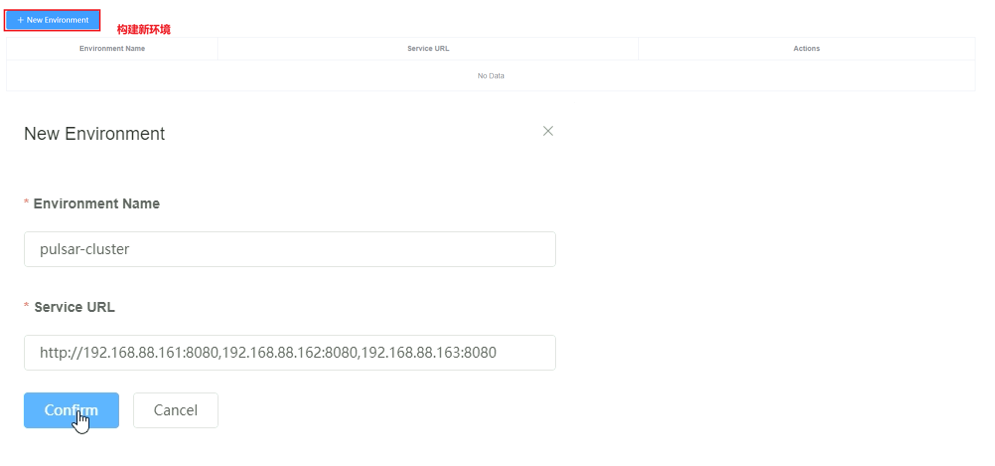 + New Environment
构建新环境
Environment Name Service URL Actions
No Data
New Environment
* Environment Name
pulsar-cluster
* Service URL
http://192.168.88.161:8080,192.168.88.162:8080,192.168.88.163:8080
Confirm Cancel